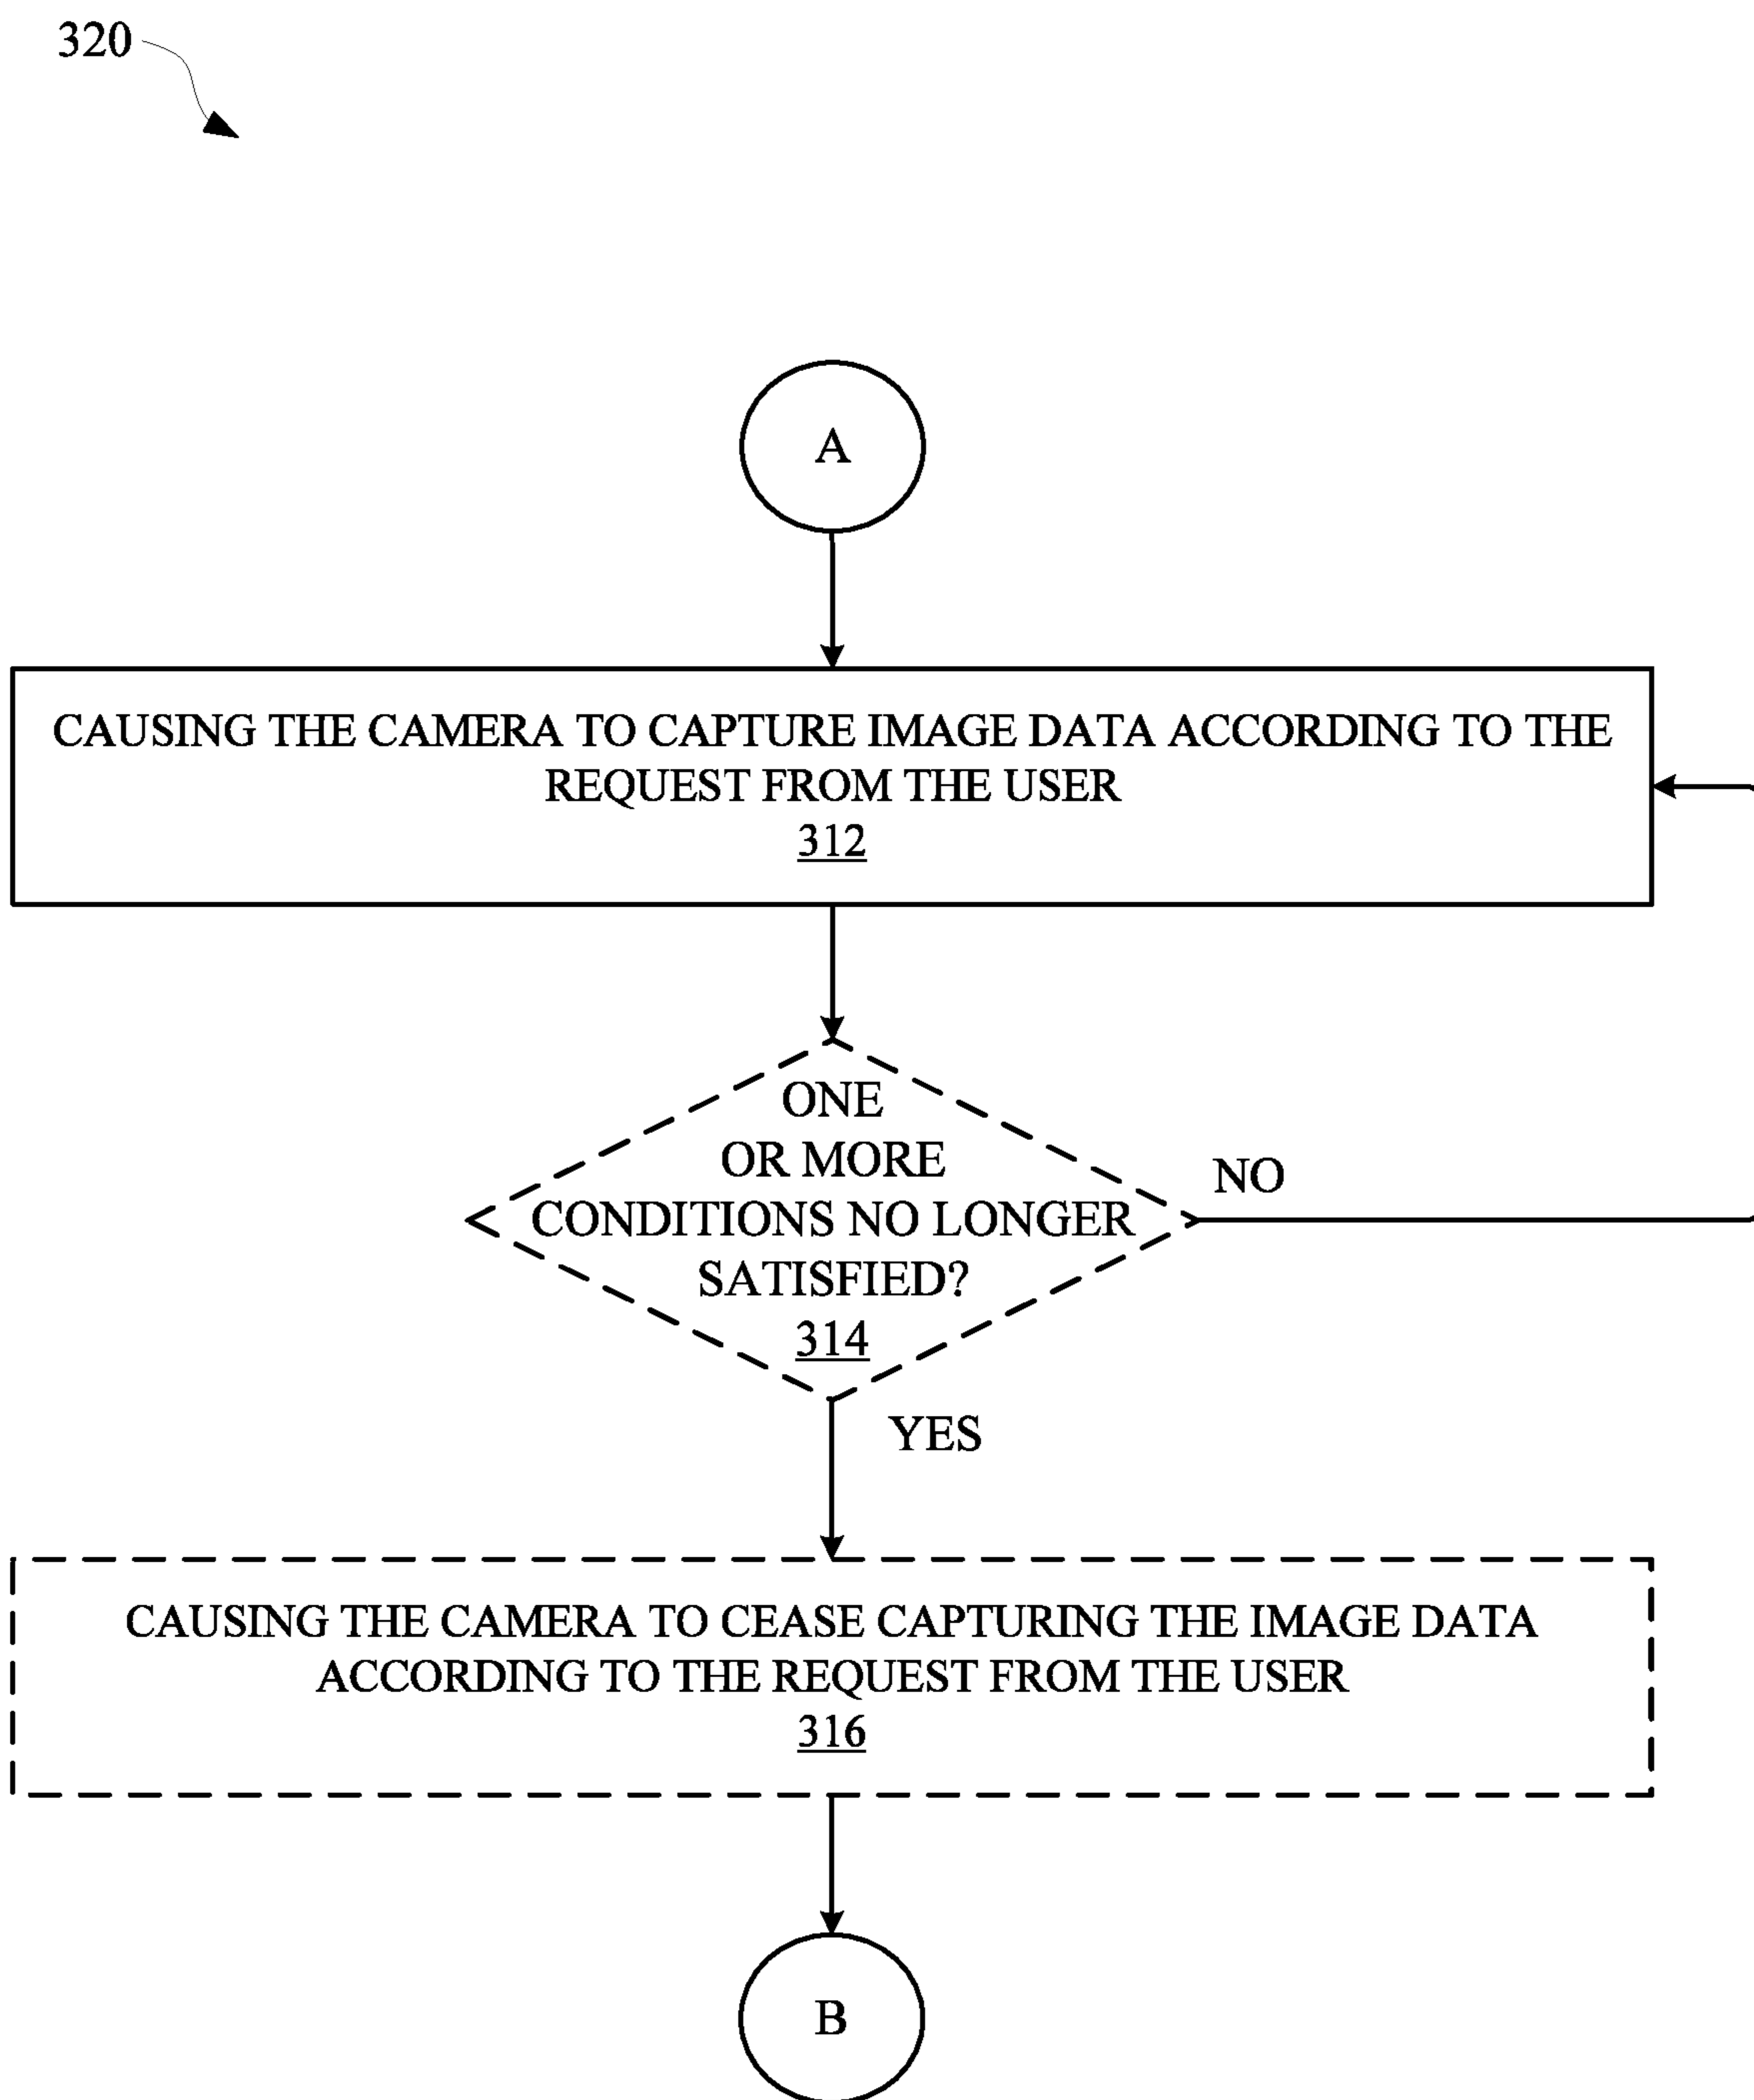 320
A
CAUSING THE CAMERA TO CAPTURE IMAGE DATA ACCORDING TO THE
REQUEST FROM THE USER
312
ONE
OR MORE
CONDITIONS NO LONGER
SATISFIED?
314
NO
YES
CAUSING THE CAMERA TO CEASE CAPTURING THE IMAGE DATA
ACCORDING TO THE REQUEST FROM THE USER
316
B